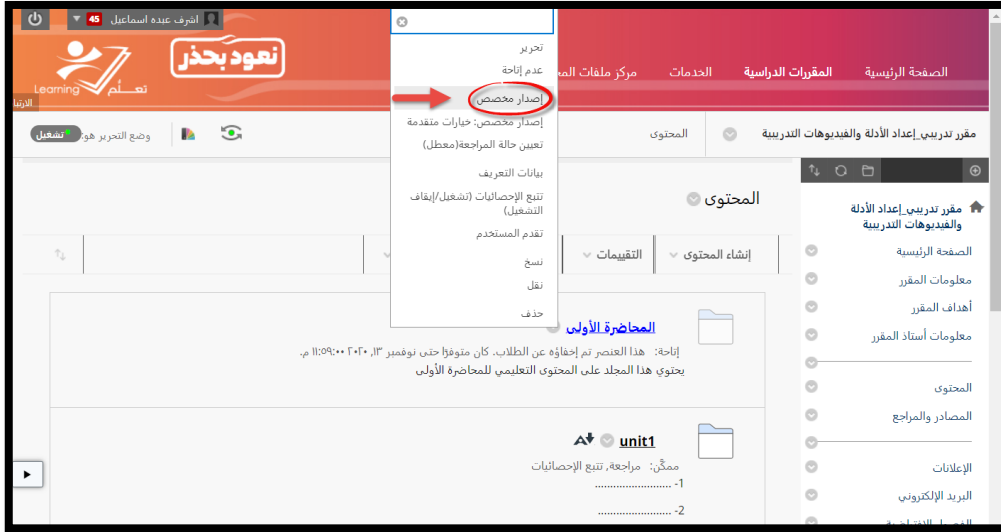 اشرف عبده اسماعيل 45
نعود بحذر
تعـــلّم
Learning
الصفحة الرئيسية
المقررات الدراسية
الخدمات
مركز ملفات
تحرير
عدم إتاحة
إصدار مخصص
إصدار مخصص: خيارات متقدمة
تعيين حالة المراجعة(معطل)
بيانات التعريف
تتبع الإحصائيات (تشغيل/إيقاف
التشغيل)
تقدم المستخدم
نسخ
نقل
حذف
مقرر تدريبي_إعداد الأدلة والفيديوهات التدريبية
المحتوى
وضع التحرير هو: تشغيل
مقرر تدريبي_إعداد الأدلة
والفيديوهات التدريبية
الصفحة الرئيسية
معلومات المقرر
أهداف المقرر
معلومات أستاذ المقرر
المحتوى
المصادر والمراجع
الإعلانات
البريد الإلكتروني
المحتوى
إنشاء المحتوى
التقييمات
المحاضرة الأولى
إتاحة: هذا العنصر تم إخفاؤه عن الطلاب. كان متوفرًا حتى نوفمبر ١٣, ٢٠٢٠ ١١:٥٩:٠٠ م.
يحتوي هذا المجلد على المحتوى التعليمي للمحاضرة الأولى
unit1
ممكَّن: مراجعة, تتبع الإحصائيات
1- ........................
2- ........................